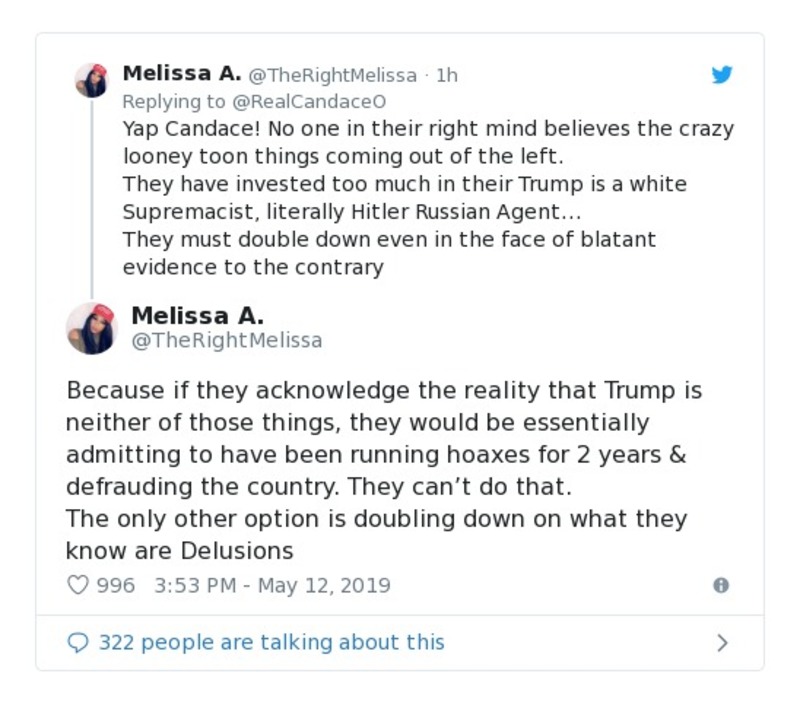 Melissa A. @TheRightMelissa · 1h
Replying to @RealCandaceO
Yap Candace! No one in their right mind believes the crazy
looney toon things coming out of the left.
They have invested too much in their Trump is a white
Supremacist, literally Hitler Russian Agent...
They must double down even in the face of blatant
evidence to the contrary
Melissa A.
@TheRightMelissa
Because if they acknowledge the reality that Trump is
neither of those things, they would be essentially
admitting to have been running hoaxes for 2 years &
defrauding the country. They can’t do that.
The only other option is doubling down on what they
know are Delusions
996 3:53 PM - May 12, 2019
322 people are talking about this